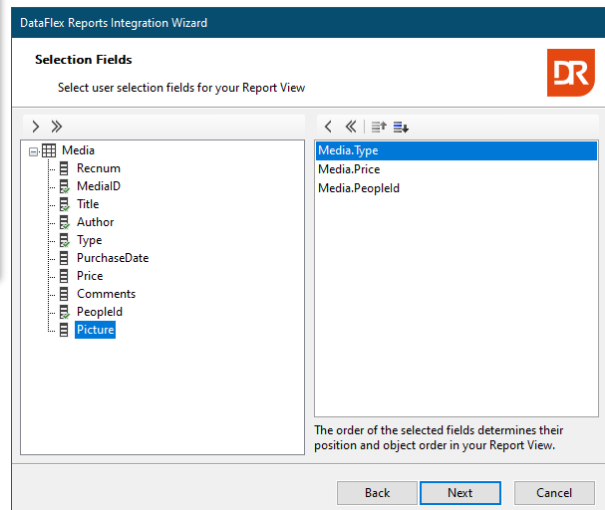 DataFlex Reports Integration Wizard
Selection Fields
Select user selection fields for your Report View
DR
Media
Recnum
MediaID
Title
Author
Type
PurchaseDate
Price
Comments
PeopleId
Picture
Media.Type
Media.Price
Media.PeopleId
The order of the selected fields determines their
position and object order in your Report View.
Back
Next
Cancel